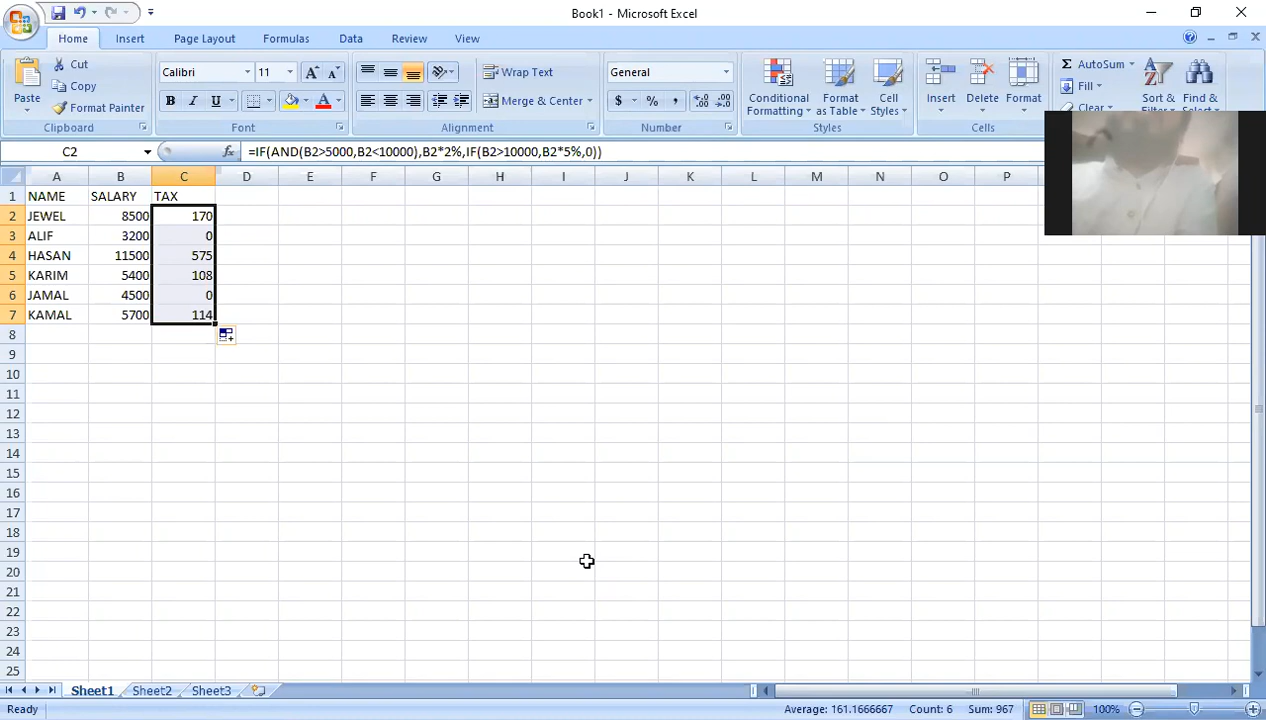 Book1 - Microsoft Excel
Home Insert Page Layout Formulas Data Review View
Paste
Cut
Copy
Format Painter
Clipboard
Calibri 11
B I U
Font
Wrap Text
Merge & Center
Alignment
General
$ % ,
Number
Conditional Formatting
Format as Table
Cell Styles
Styles
Insert Delete Format
Cells
Σ AutoSum
Fill
Clear
Sort &
Find &
C2 fx =IF(AND(B2>5000,B2<10000),B2*2%,IF(B2>10000,B2*5%,0))
A B C D E F G H I J K L M N O P
1 NAME SALARY TAX
2 JEWEL 8500 170
3 ALIF 3200 0
4 HASAN 11500 575
5 KARIM 5400 108
6 JAMAL 4500 0
7 KAMAL 5700 114
8
9
10
11
12
13
14
15
16
17
18
19
20
21
22
23
24
25
Sheet1 Sheet2 Sheet3
Ready Average: 161.1666667 Count: 6 Sum: 967 100%